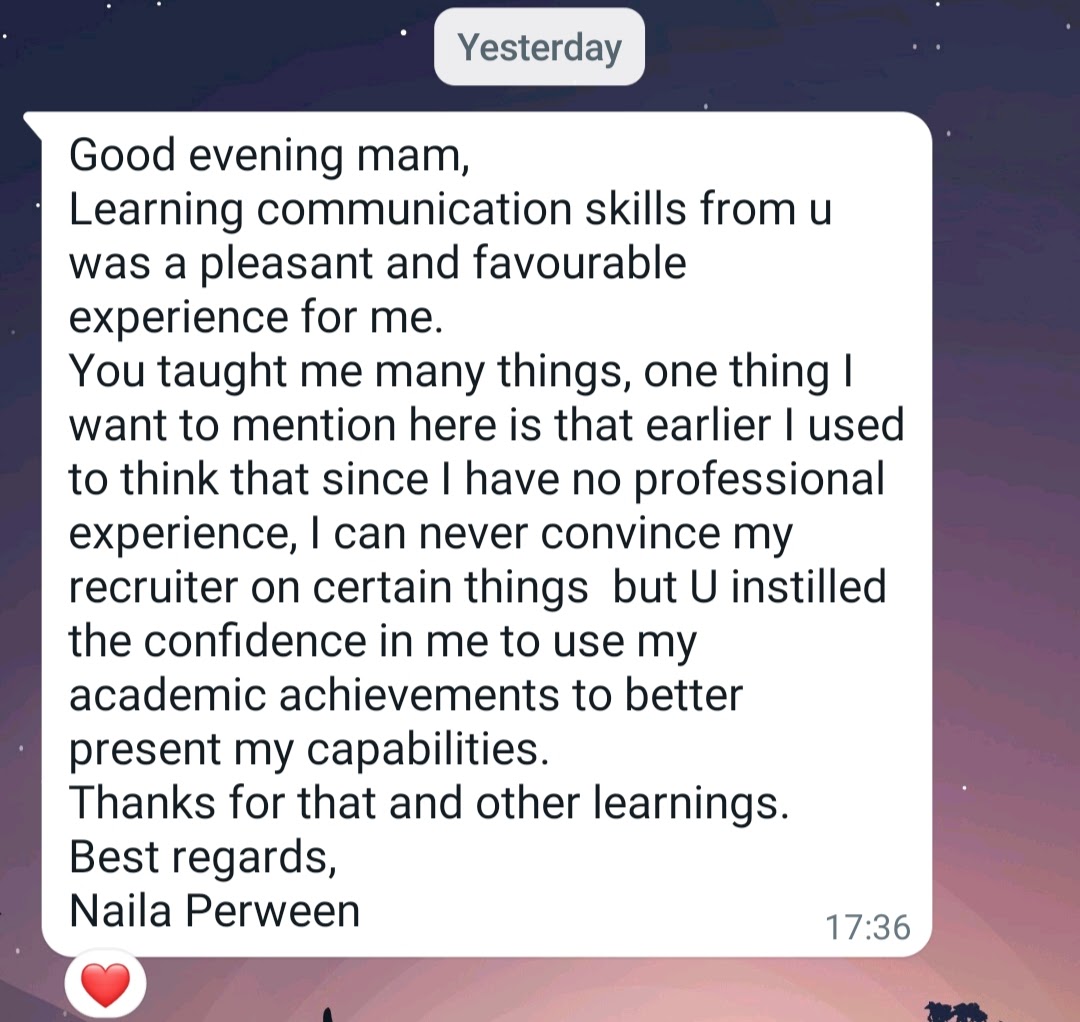 Yesterday
Good evening mam,
Learning communication skills from u
was a pleasant and favourable
experience for me.
You taught me many things, one thing I
want to mention here is that earlier I used
to think that since I have no professional
experience, I can never convince my
recruiter on certain things  but U instilled
the confidence in me to use my
academic achievements to better
present my capabilities.
Thanks for that and other learnings.
Best regards,
Naila Perween
17:36